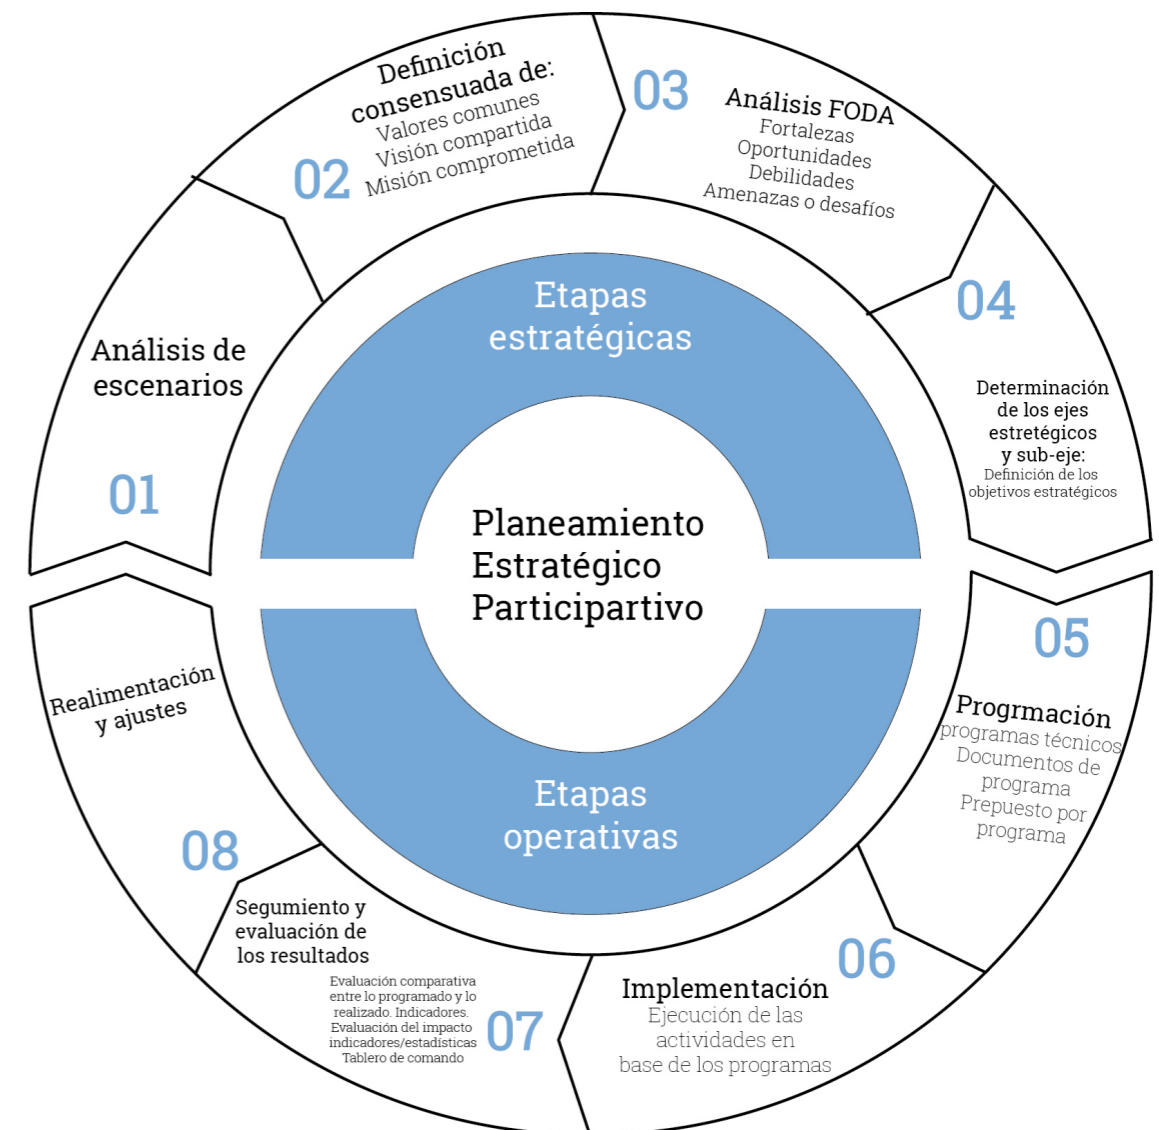 Planeamiento
Estratégico
Participartivo
Etapas
estratégicas
01
Análisis de
escenarios
02
Definición
consensuada de:
Valores comunes
Visión compartida
Misión comprometida
03
Análisis FODA
Fortalezas
Oportunidades
Debilidades
Amenazas o desafíos
04
Determinación
de los ejes
estretégicos
y sub-eje:
Definición de los
objetivos estratégicos
Etapas
operativas
05
Progrmación
programas técnicos
Documentos de
programa
Prepuesto por
programa
06
Implementación
Ejecución de las
actividades en
base de los programas
07
Segumiento y
evaluación de
los resultados
Evaluación comparativa
entre lo programado y lo
realizado. Indicadores.
Evaluación del impacto
indicadores/estadísticas
Tablero de comando
08
Realimentación
y ajustes